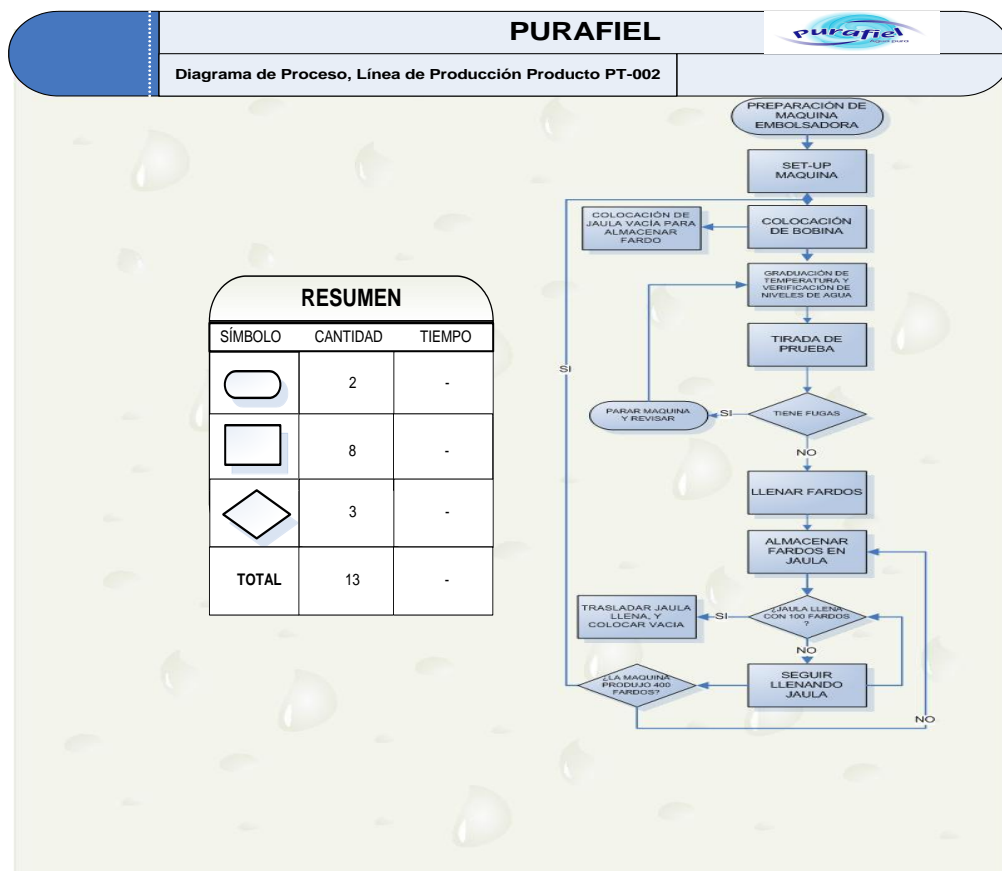 PURAFIEL
purafiel
agua pura
Diagrama de Proceso, Línea de Producción Producto PT-002
PREPARACIÓN DE
MAQUINA
EMBOLSADORA
SET-UP
MAQUINA
COLOCACIÓN DE
JAULA VACÍA PARA
ALMACENAR
FARDO
COLOCACIÓN
DE BOBINA
GRADUACIÓN DE
TEMPERATURA Y
VERIFICACIÓN DE
NIVELES DE AGUA
TIRADA DE
PRUEBA
SI
PARAR MAQUINA
Y REVISAR
SI
TIENE FUGAS
NO
LLENAR FARDOS
ALMACENAR
FARDOS EN
JAULA
TRASLADAR JAULA
LLENA, Y
COLOCAR VACIA
SI
¿JAULA LLENA
CON 100 FARDOS
?
NO
¿LA MAQUINA
PRODUJO 400
FARDOS?
SEGUIR
LLENANDO
JAULA
NO
RESUMEN
SÍMBOLO CANTIDAD TIEMPO
2 -
8 -
3 -
TOTAL 13 -